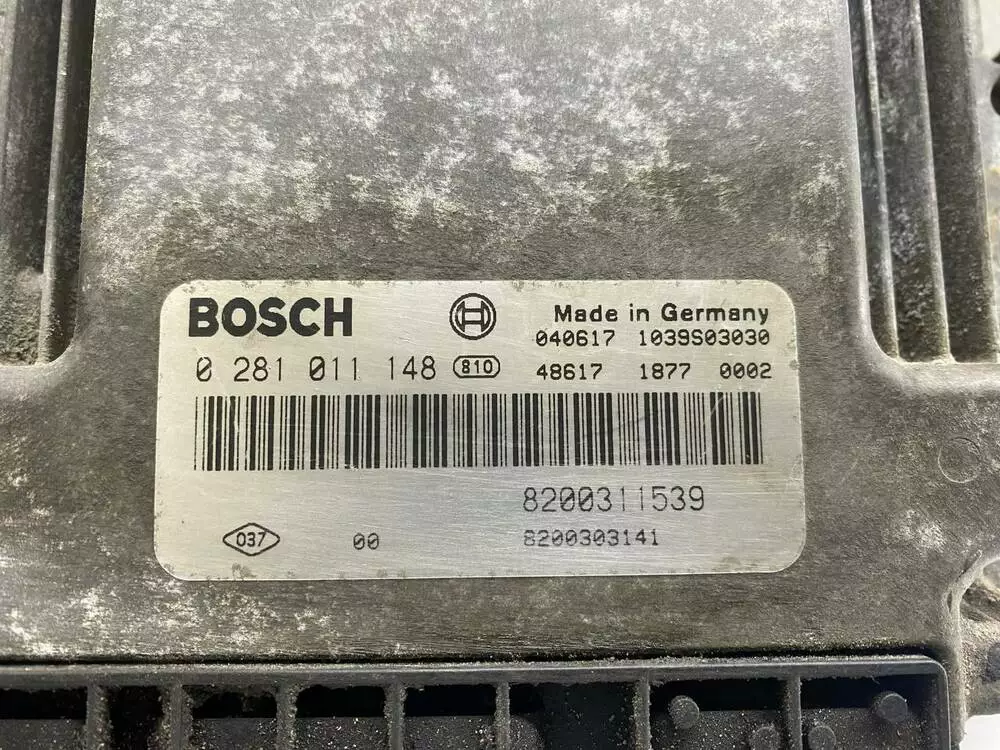 BOSCH
Made in Germany
040617 1039S03030
0 281 011 148 810
48617 1877 0002
8200311539
037 00 8200303141